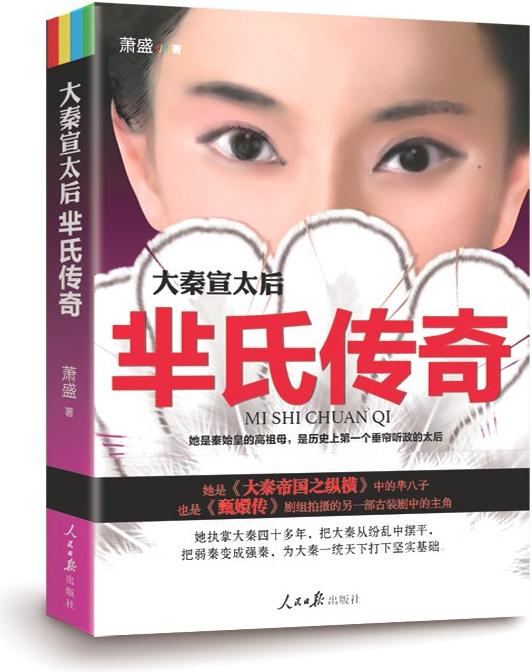 萧盛 著
大秦宣太后
芈氏传奇
MI SHI CHUAN QI
她是秦始皇的高祖母，是历史上第一个垂帘听政的太后
她是《大秦帝国之纵横》中的芈八子
也是《甄嬛传》剧组拍摄的另一部古装剧中的主角
她执掌大秦四十多年，把大秦从纷乱中摆平，
把弱秦变成强秦，为大秦一统天下打下坚实基础。
人民日报出版社
大秦宣太后 芈氏传奇
萧盛 著
人民日报出版社